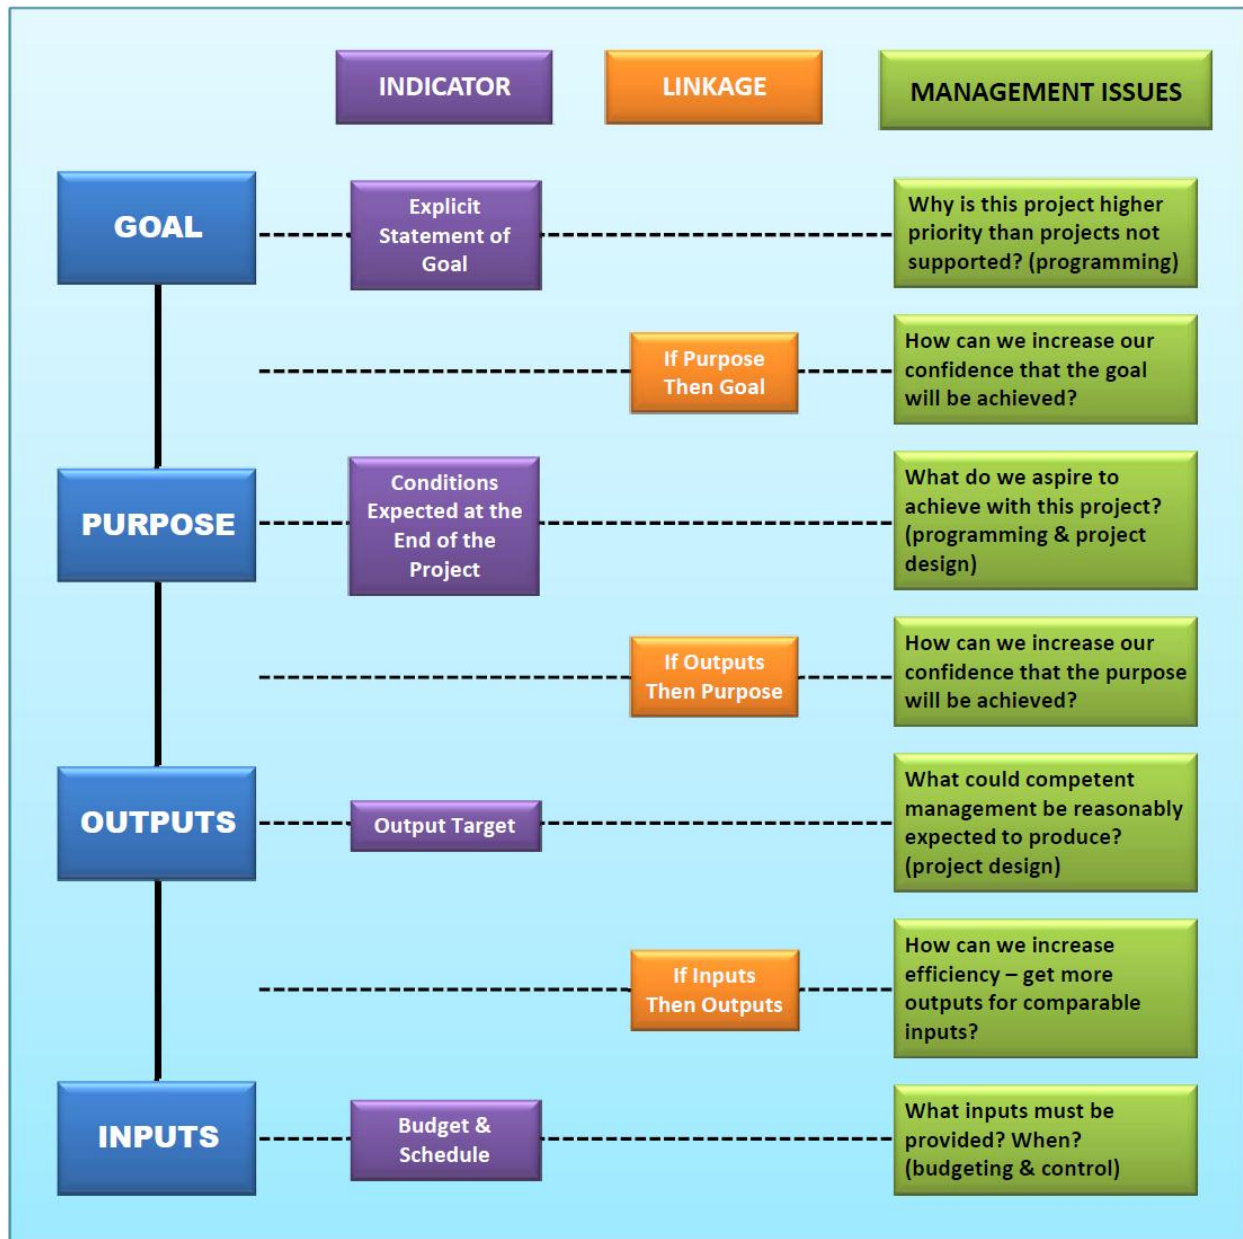 INDICATOR
LINKAGE
MANAGEMENT ISSUES
GOAL
Explicit
Statement of
Goal
Why is this project higher
priority than projects not
supported? (programming)
If Purpose
Then Goal
How can we increase our
confidence that the goal
will be achieved?
PURPOSE
Conditions
Expected at the
End of the
Project
What do we aspire to
achieve with this project?
(programming & project
design)
If Outputs
Then Purpose
How can we increase our
confidence that the purpose
will be achieved?
OUTPUTS
Output Target
What could competent
management be reasonably
expected to produce?
(project design)
If Inputs
Then Outputs
How can we increase
efficiency – get more
outputs for comparable
inputs?
INPUTS
Budget &
Schedule
What inputs must be
provided? When?
(budgeting & control)